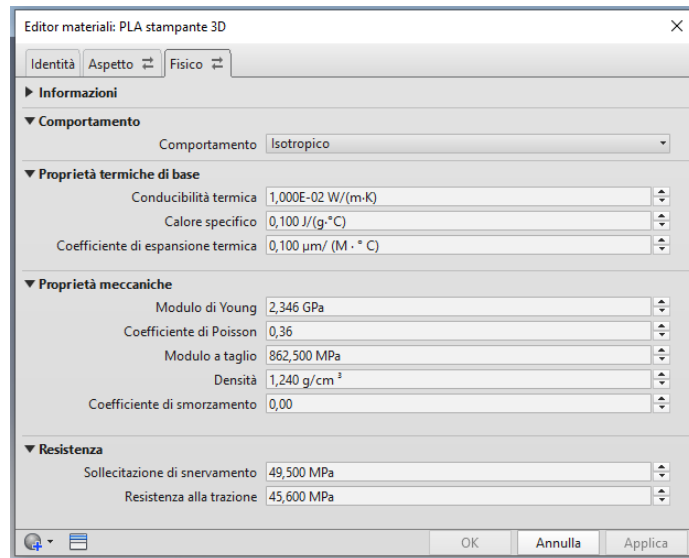 Editor materiali: PLA stampante 3D
Identità Aspetto Fisico
Informazioni
Comportamento
Comportamento Isotropico
Proprietà termiche di base
Conducibilità termica 1,000E-02 W/(m·K)
Calore specifico 0,100 J/(g·°C)
Coefficiente di espansione termica 0,100 µm/ (M · ° C)
Proprietà meccaniche
Modulo di Young 2,346 GPa
Coefficiente di Poisson 0,36
Modulo a taglio 862,500 MPa
Densità 1,240 g/cm ³
Coefficiente di smorzamento 0,00
Resistenza
Sollecitazione di snervamento 49,500 MPa
Resistenza alla trazione 45,600 MPa
OK Annulla Applica